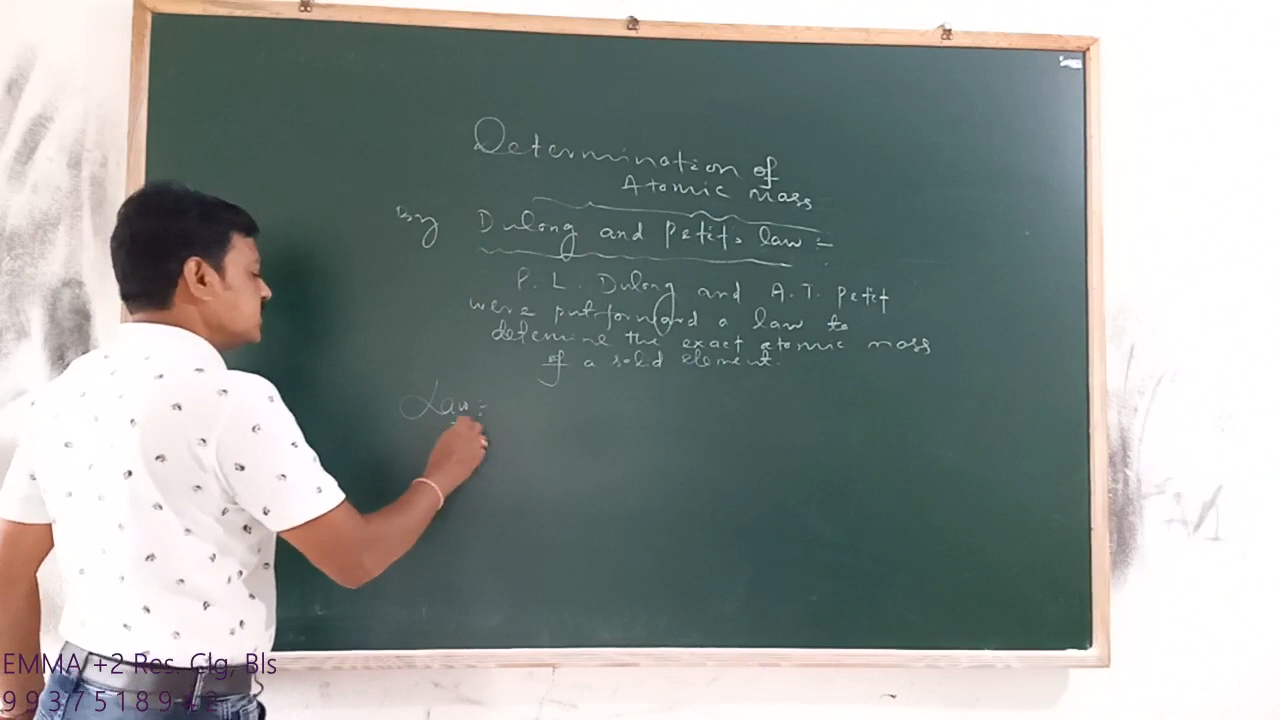 Determination of
Atomic mass
By Dulong and Petit's law :-
P. L. Dulong and A. T. Petit
were put forward a law to
determine the exact atomic mass
of a solid element.
Law :-
EMMA +2 Res. Clg, Bls